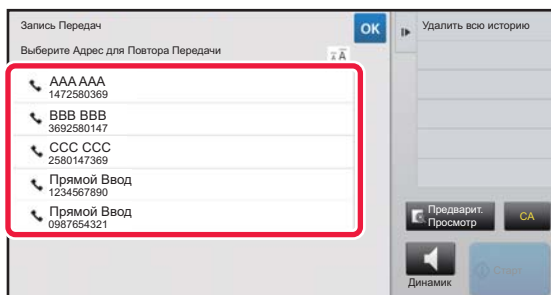 Запись Передач
OK
Удалить всю историю
Выберите Адрес для Повтора Передачи
AAA AAA
1472580369
BBB BBB
3692580147
CCC CCC
2580147369
Прямой Ввод
1234567890
Прямой Ввод
0987654321
Предварит.
Просмотр
CA
Динамик
Старт